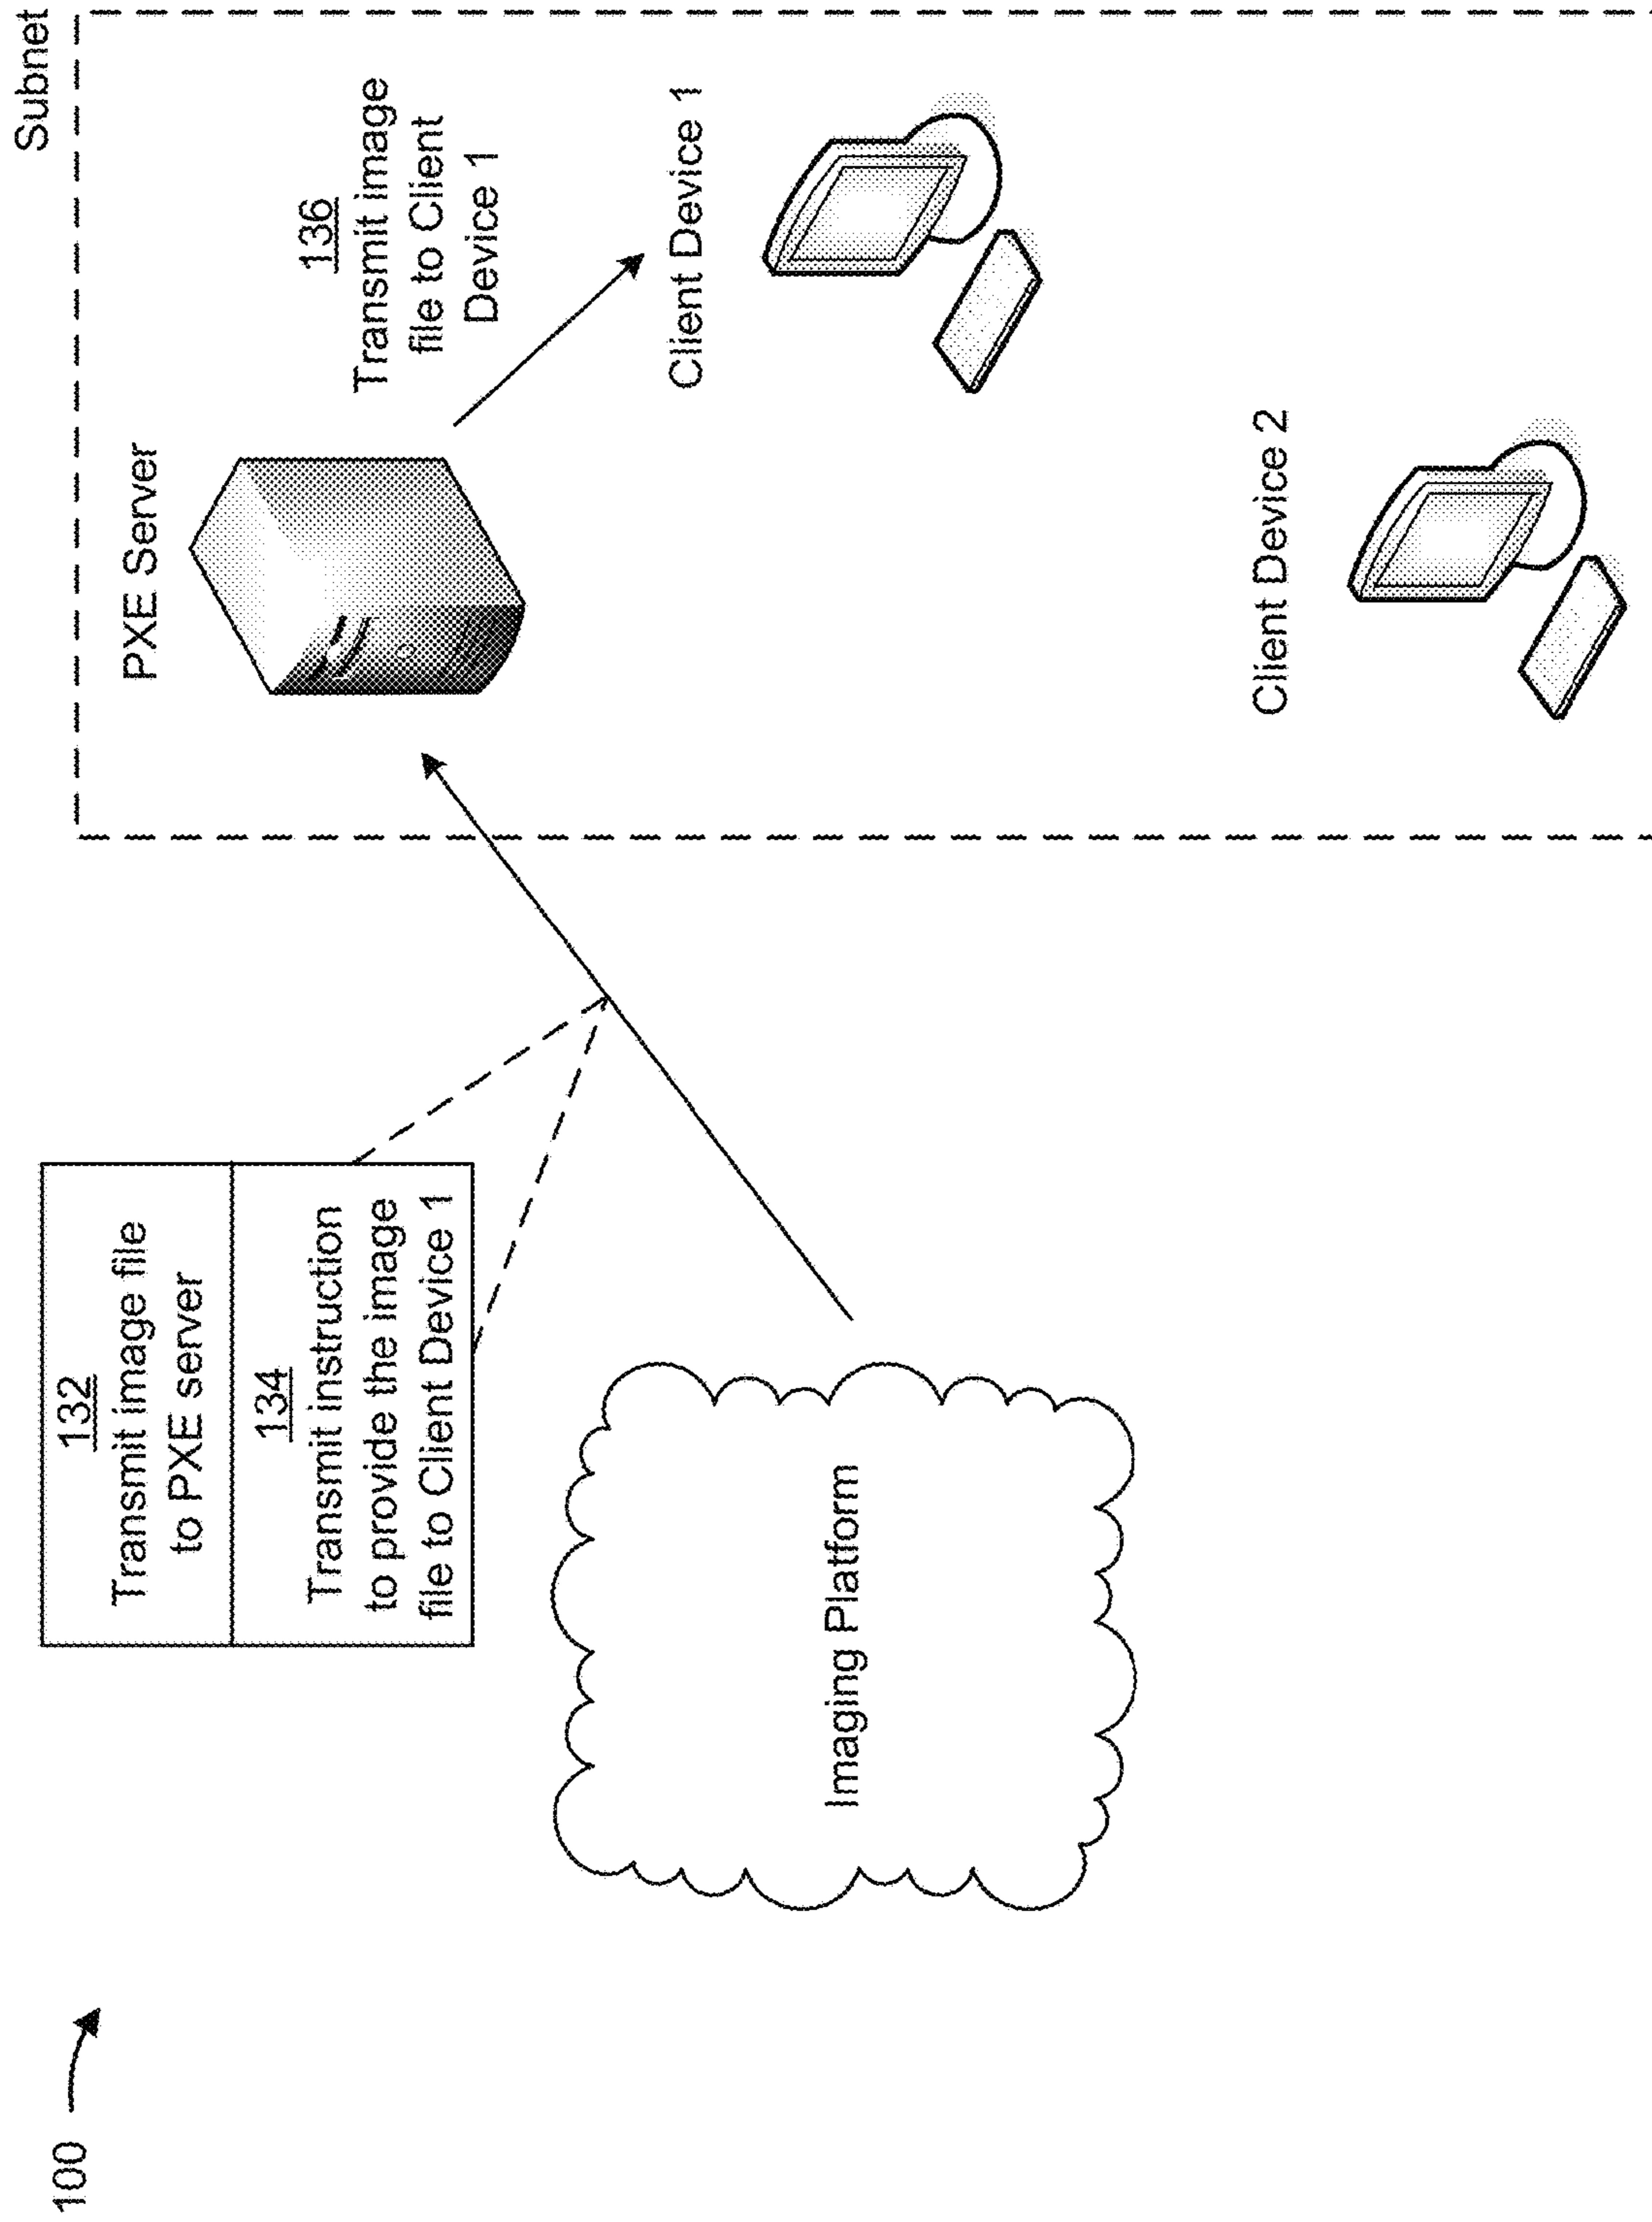 100
132
Transmit image file
to PXE server
134
Transmit instruction
to provide the image
file to Client Device 1
Imaging Platform
Subnet
PXE Server
136
Transmit image
file to Client
Device 1
Client Device 1
Client Device 2